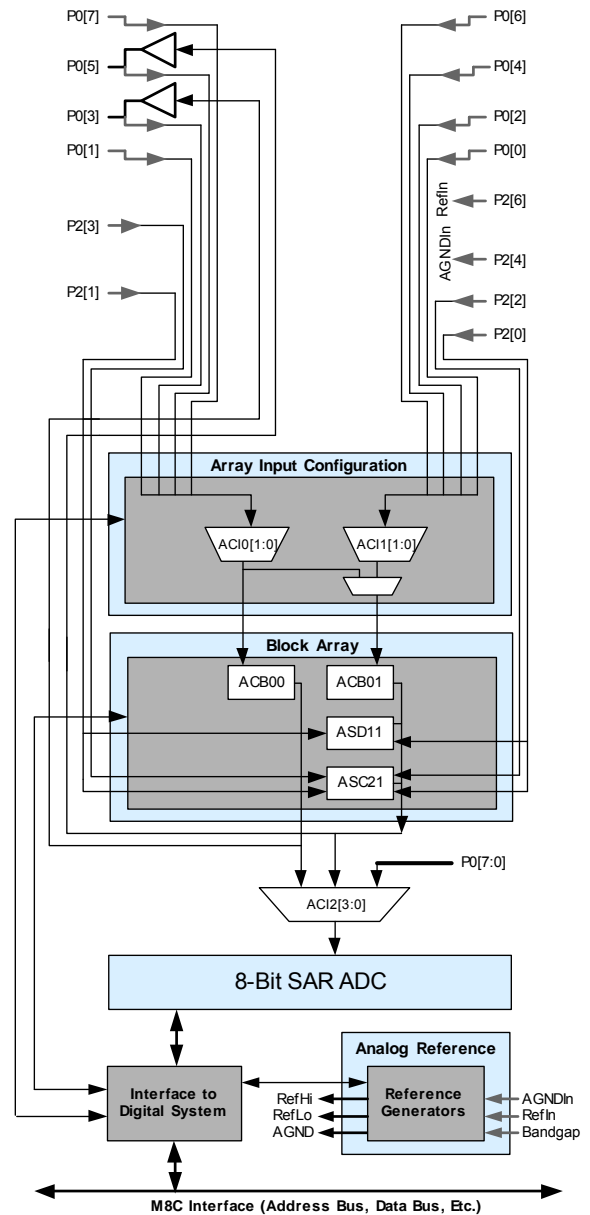 P0[7]
P0[6]
P0[5]
P0[4]
P0[3]
P0[2]
P0[1]
P0[0]
RefIn
P2[6]
P2[3]
AGNDIn
P2[4]
P2[1]
P2[2]
P2[0]
Array Input Configuration
ACI0[1:0]
ACI1[1:0]
Block Array
ACB00
ACB01
ASD11
ASC21
P0[7:0]
ACI2[3:0]
8-Bit SAR ADC
Analog Reference
Interface to
Digital System
RefHi
RefLo
AGND
Reference
Generators
AGNDIn
RefIn
Bandgap
M8C Interface (Address Bus, Data Bus, Etc.)